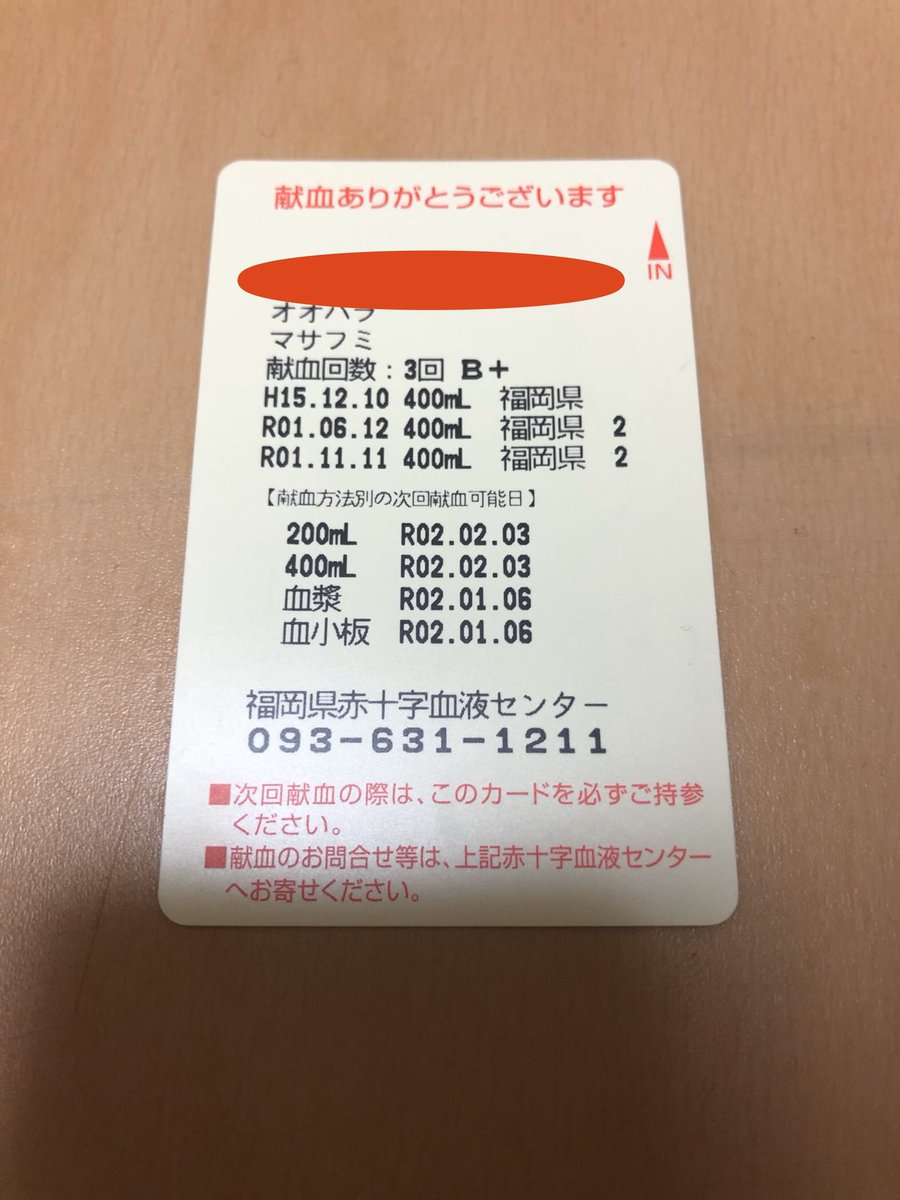 献血ありがとうございます
IN
オオハラ
マサフミ
献血回数:3回 B+
H15.12.10 400mL 福岡県
R01.06.12 400mL 福岡県 2
R01.11.11 400mL 福岡県 2
【献血方法別の次回献血可能日】
200mL R02.02.03
400mL R02.02.03
血漿 R02.01.06
血小板 R02.01.06
福岡県赤十字血液センター
093-631-1211
■次回献血の際は、このカードを必ずご持参
ください。
■献血のお問合せ等は、上記赤十字血液センター
へお寄せください。